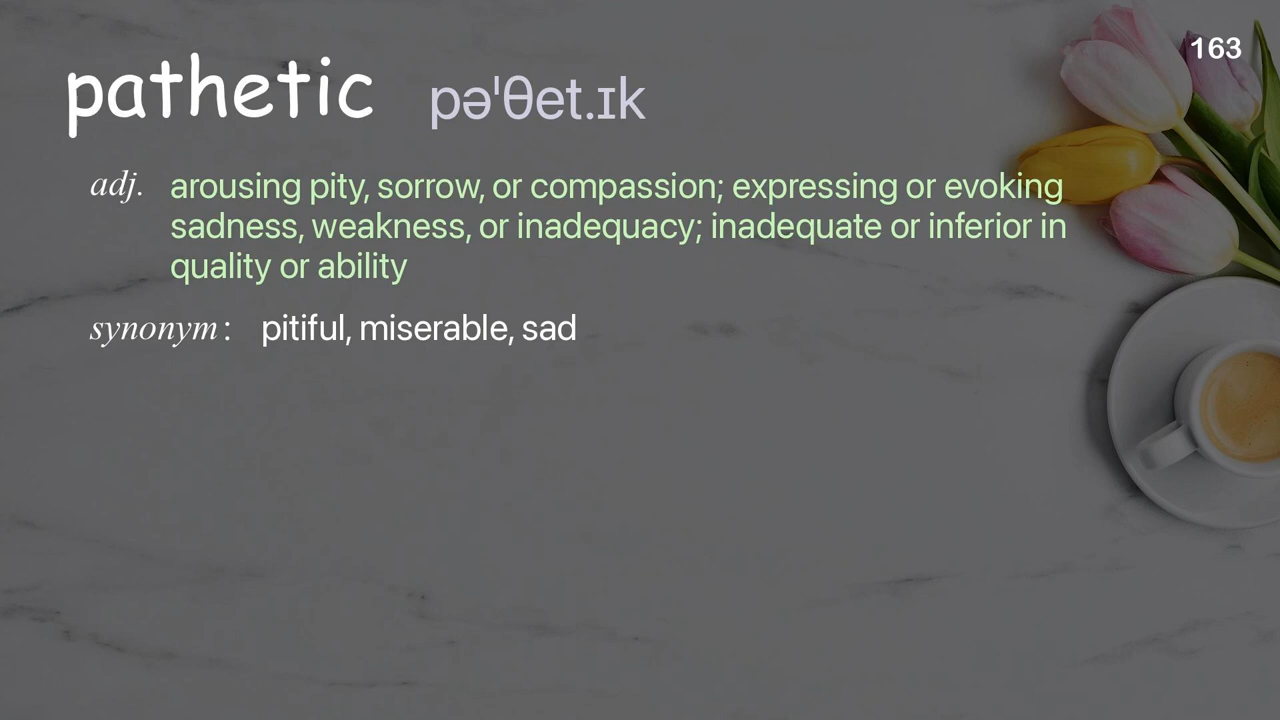 163
pathetic pə'θet.ɪk
adj. arousing pity, sorrow, or compassion; expressing or evoking
sadness, weakness, or inadequacy; inadequate or inferior in
quality or ability
synonym: pitiful, miserable, sad